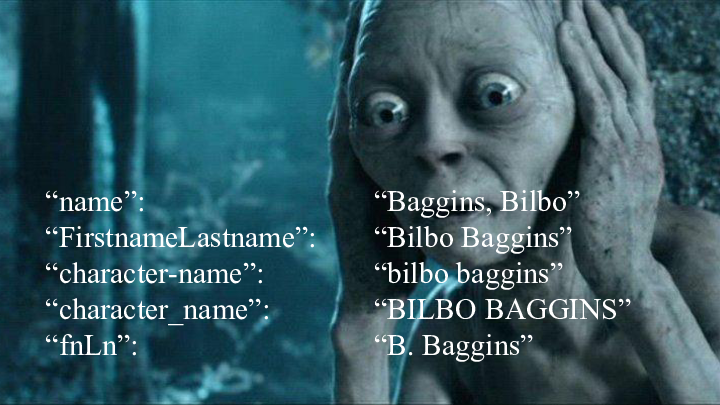 “name”: “Baggins, Bilbo”
“FirstnameLastname”: “Bilbo Baggins”
“character-name”: “bilbo baggins”
“character_name”: “BILBO BAGGINS”
“fnLn”: “B. Baggins”